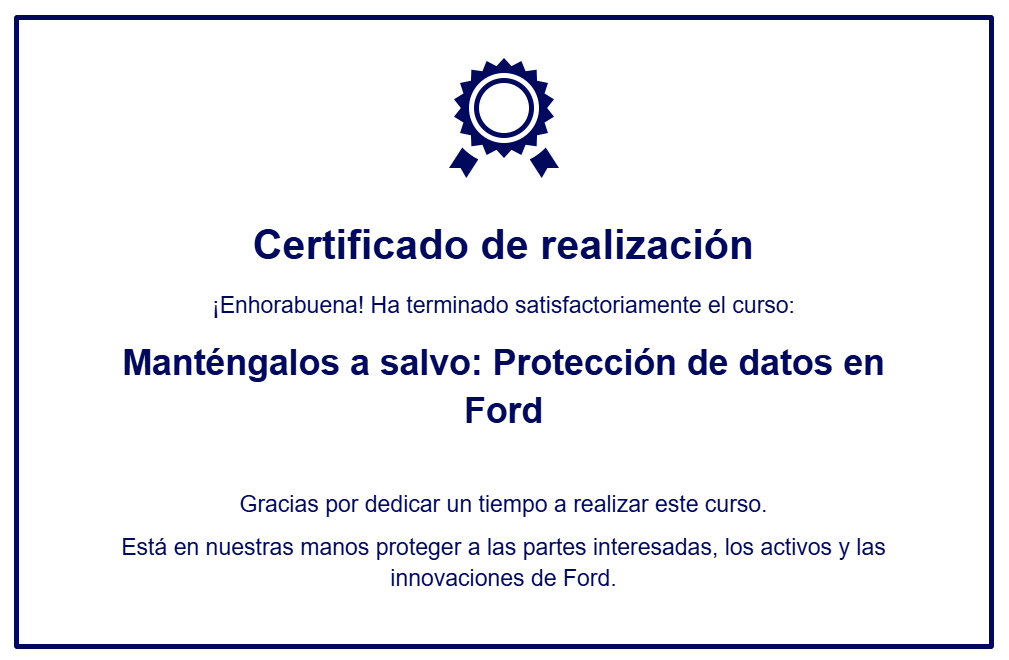 Certificado de realización
¡Enhorabuena! Ha terminado satisfactoriamente el curso:
Manténgalos a salvo: Protección de datos en
Ford
Gracias por dedicar un tiempo a realizar este curso.
Está en nuestras manos proteger a las partes interesadas, los activos y las
innovaciones de Ford.